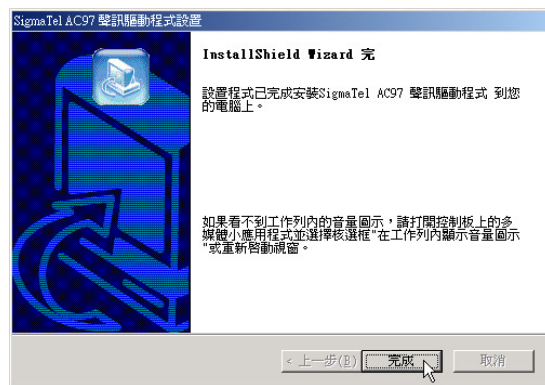 SigmaTel AC97 聲訊驅動程式設置
InstallShield Wizard 完
設置程式已完成安裝SigmaTel AC97 聲訊驅動程式 到您
的電腦上。
如果看不到工作列內的音量圖示，請打開控制板上的多
媒體小應用程式並選擇核選框"在工作列內顯示音量圖示
"或重新啓動視窗。
< 上一步(B)
完成
取消